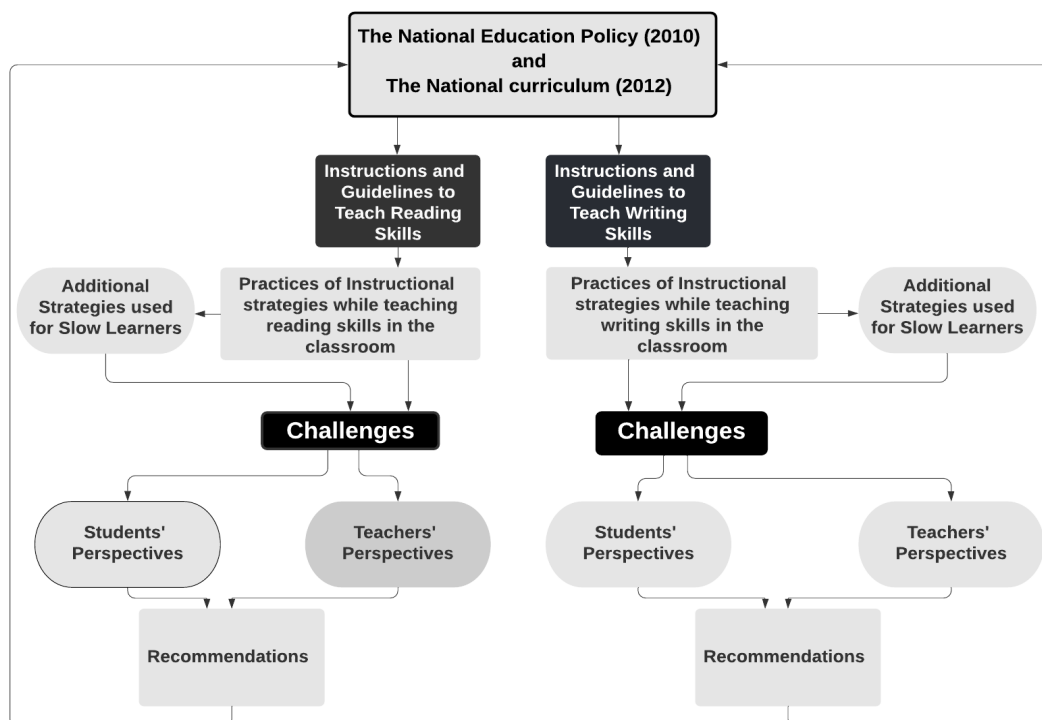 The National Education Policy (2010)
and
The National curriculum (2012)
Instructions and
Guidelines to
Teach Reading
Skills
Instructions and
Guidelines to
Teach Writing
Skills
Additional
Strategies used
for Slow Learners
Practices of Instructional
strategies while teaching
reading skills in the
classroom
Practices of Instructional
strategies while teaching
writing skills in the
classroom
Additional
Strategies used
for Slow Learners
Challenges
Challenges
Students'
Perspectives
Teachers'
Perspectives
Students'
Perspectives
Teachers'
Perspectives
Recommendations
Recommendations